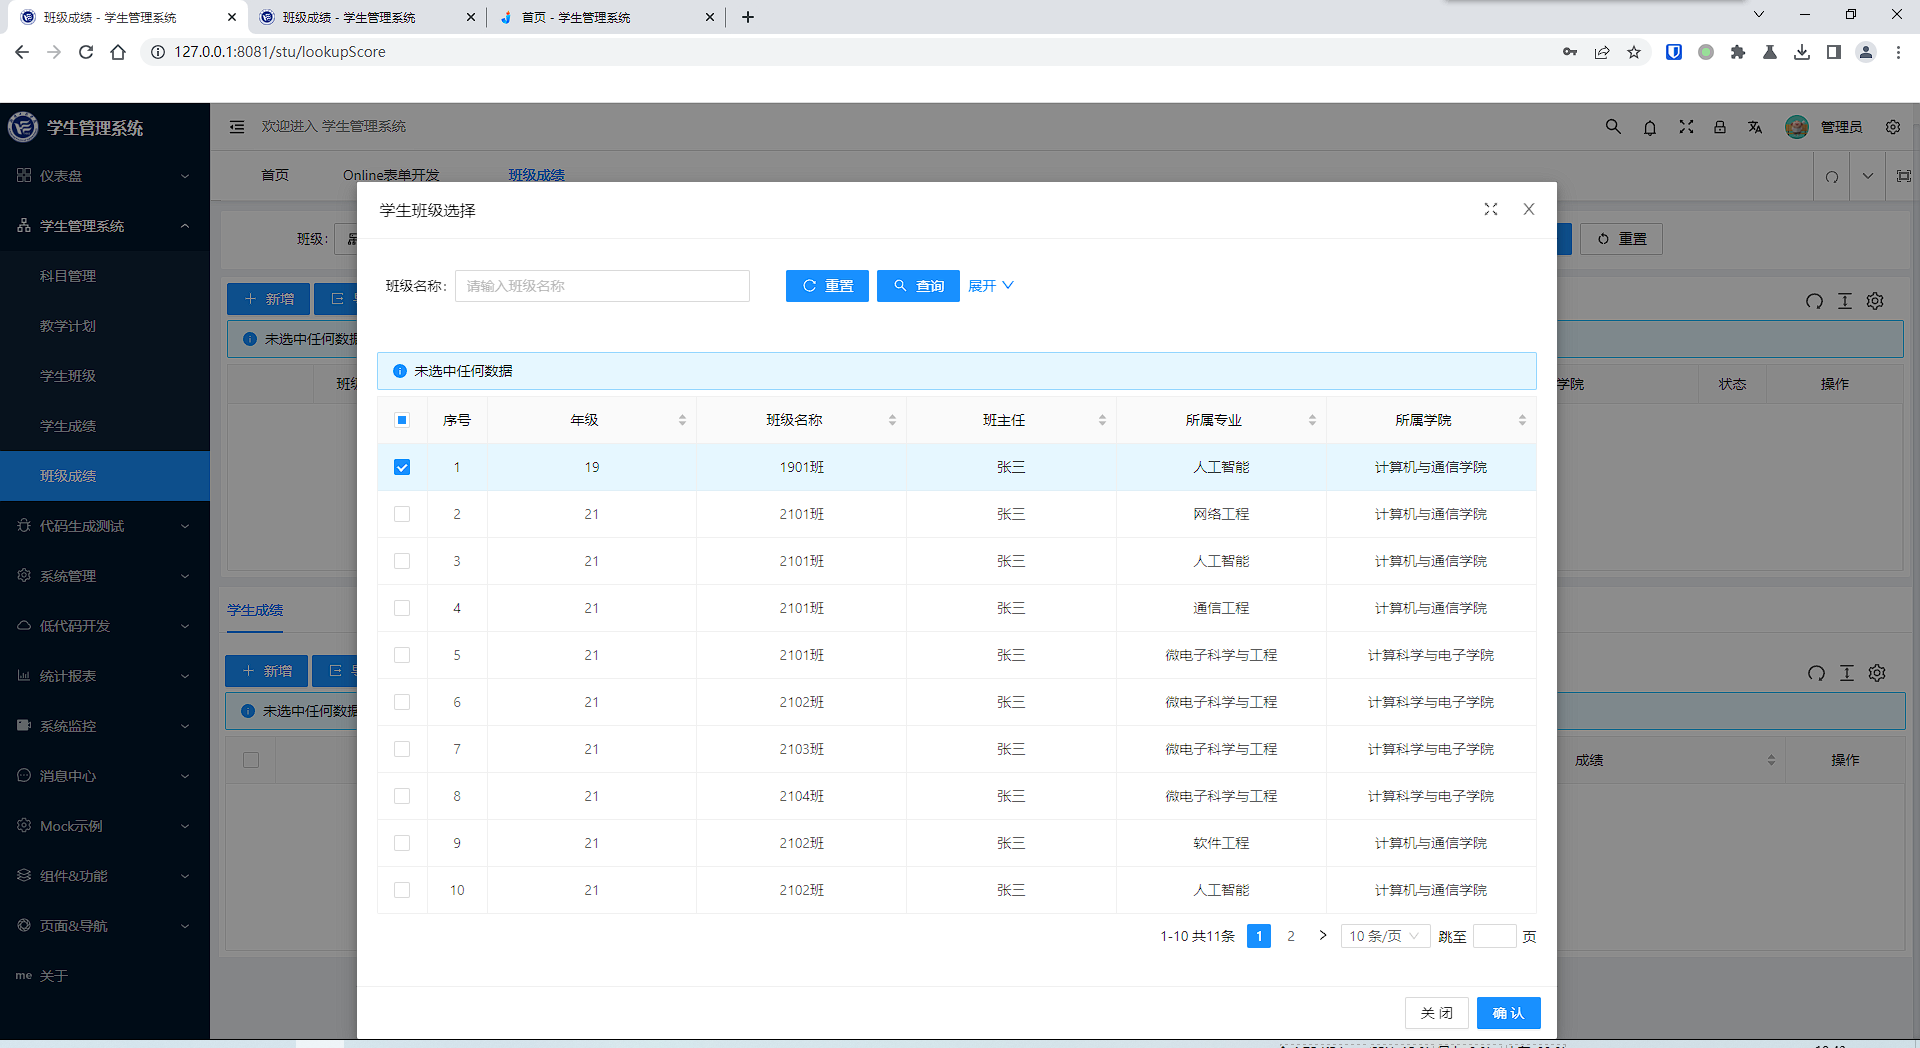 班级成绩 - 学生管理系统
班级成绩 - 学生管理系统
首页 - 学生管理系统
127.0.0.1:8081/stu/lookupScore
学生管理系统
欢迎进入 学生管理系统
管理员
仪表盘
学生管理系统
科目管理
教学计划
学生班级
学生成绩
班级成绩
代码生成测试
系统管理
低代码开发
统计报表
系统监控
消息中心
Mock示例
组件&功能
页面&导航
me 关于
首页 Online表单开发 班级成绩
班级:
重置
新增
未选中任何数据
学院 状态 操作
学生成绩
新增
未选中任何数据
成绩 操作
学生班级选择
班级名称: 请输入班级名称 重置 查询 展开
未选中任何数据
序号 年级 班级名称 班主任 所属专业 所属学院
1 19 1901班 张三 人工智能 计算机与通信学院
2 21 2101班 张三 网络工程 计算机与通信学院
3 21 2101班 张三 人工智能 计算机与通信学院
4 21 2101班 张三 通信工程 计算机与通信学院
5 21 2101班 张三 微电子科学与工程 计算科学与电子学院
6 21 2102班 张三 微电子科学与工程 计算科学与电子学院
7 21 2103班 张三 微电子科学与工程 计算科学与电子学院
8 21 2104班 张三 微电子科学与工程 计算科学与电子学院
9 21 2102班 张三 软件工程 计算机与通信学院
10 21 2102班 张三 人工智能 计算机与通信学院
1-10 共11条 1 2 10 条/页 跳至 页
关 闭 确 认